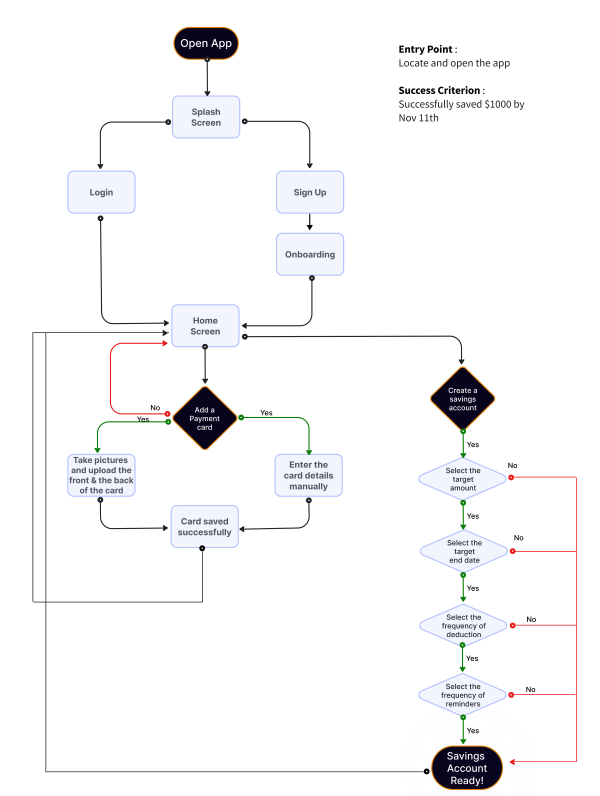 Open App
Entry Point :
Locate and open the app
Success Criterion :
Successfully saved $1000 by
Nov 11th
Splash
Screen
Login
Sign Up
Onboarding
Home
Screen
Create a
savings
account
Add a
Payment
card
No
Yes
Yes
Yes
Take pictures
and upload the
front & the back
of the card
Enter the
card details
manually
Select the
target
amount
No
Yes
Card saved
successfully
Select the
target
end date
No
Yes
Select the
frequency of
deduction
No
Yes
Select the
frequency of
reminders
No
Yes
Savings
Account
Ready!